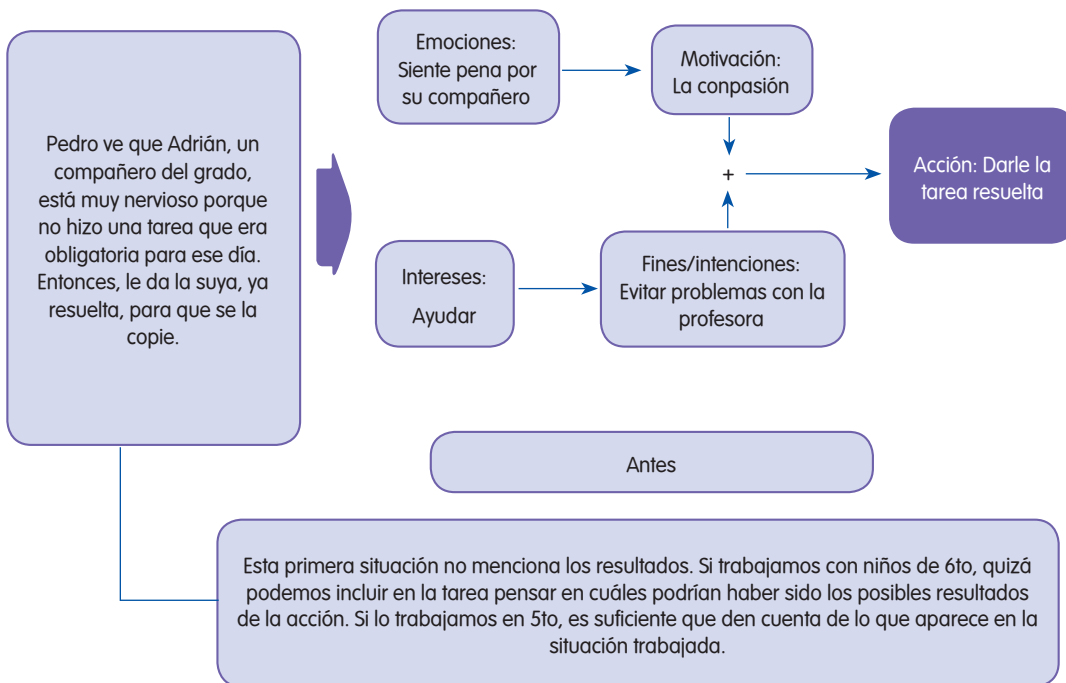 Pedro ve que Adrián, un
compañero del grado,
está muy nervioso porque
no hizo una tarea que era
obligatoria para ese día.
Entonces, le da la suya, ya
resuelta, para que se la
copie.
Emociones:
Siente pena por
su compañero
Motivación:
La conpasión
+
Acción: Darle la
tarea resuelta
Intereses:
Ayudar
Fines/intenciones:
Evitar problemas con la
profesora
Antes
Esta primera situación no menciona los resultados. Si trabajamos con niños de 6to, quizá
podemos incluir en la tarea pensar en cuáles podrían haber sido los posibles resultados
de la acción. Si lo trabajamos en 5to, es suficiente que den cuenta de lo que aparece en la
situación trabajada.